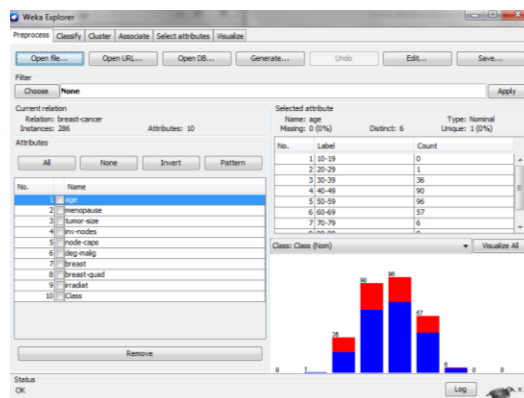 Weka Explorer
Preprocess Classify Cluster Associate Select attributes Visualize
Open file... Open URL... Open DB... Generate... Undo Edit... Save...
Filter
Choose None Apply
Current relation
Relation: breast-cancer
Instances: 286 Attributes: 10
Attributes
All None Invert Pattern
No. Name
1 age
2 menopause
3 tumor-size
4 inv-nodes
5 node-caps
6 deg-malig
7 breast
8 breast-quad
9 irradiat
10 Class
Remove
Selected attribute
Name: age Type: Nominal
Missing: 0 (0%) Distinct: 6 Unique: 1 (0%)
No. Label Count
1 10-19 0
2 20-29 1
3 30-39 36
4 40-49 90
5 50-59 96
6 60-69 57
7 70-79 6
Class: Class (Nom) Visualize All
90 96
57
36
0 1 6 0 0
Status
OK Log x